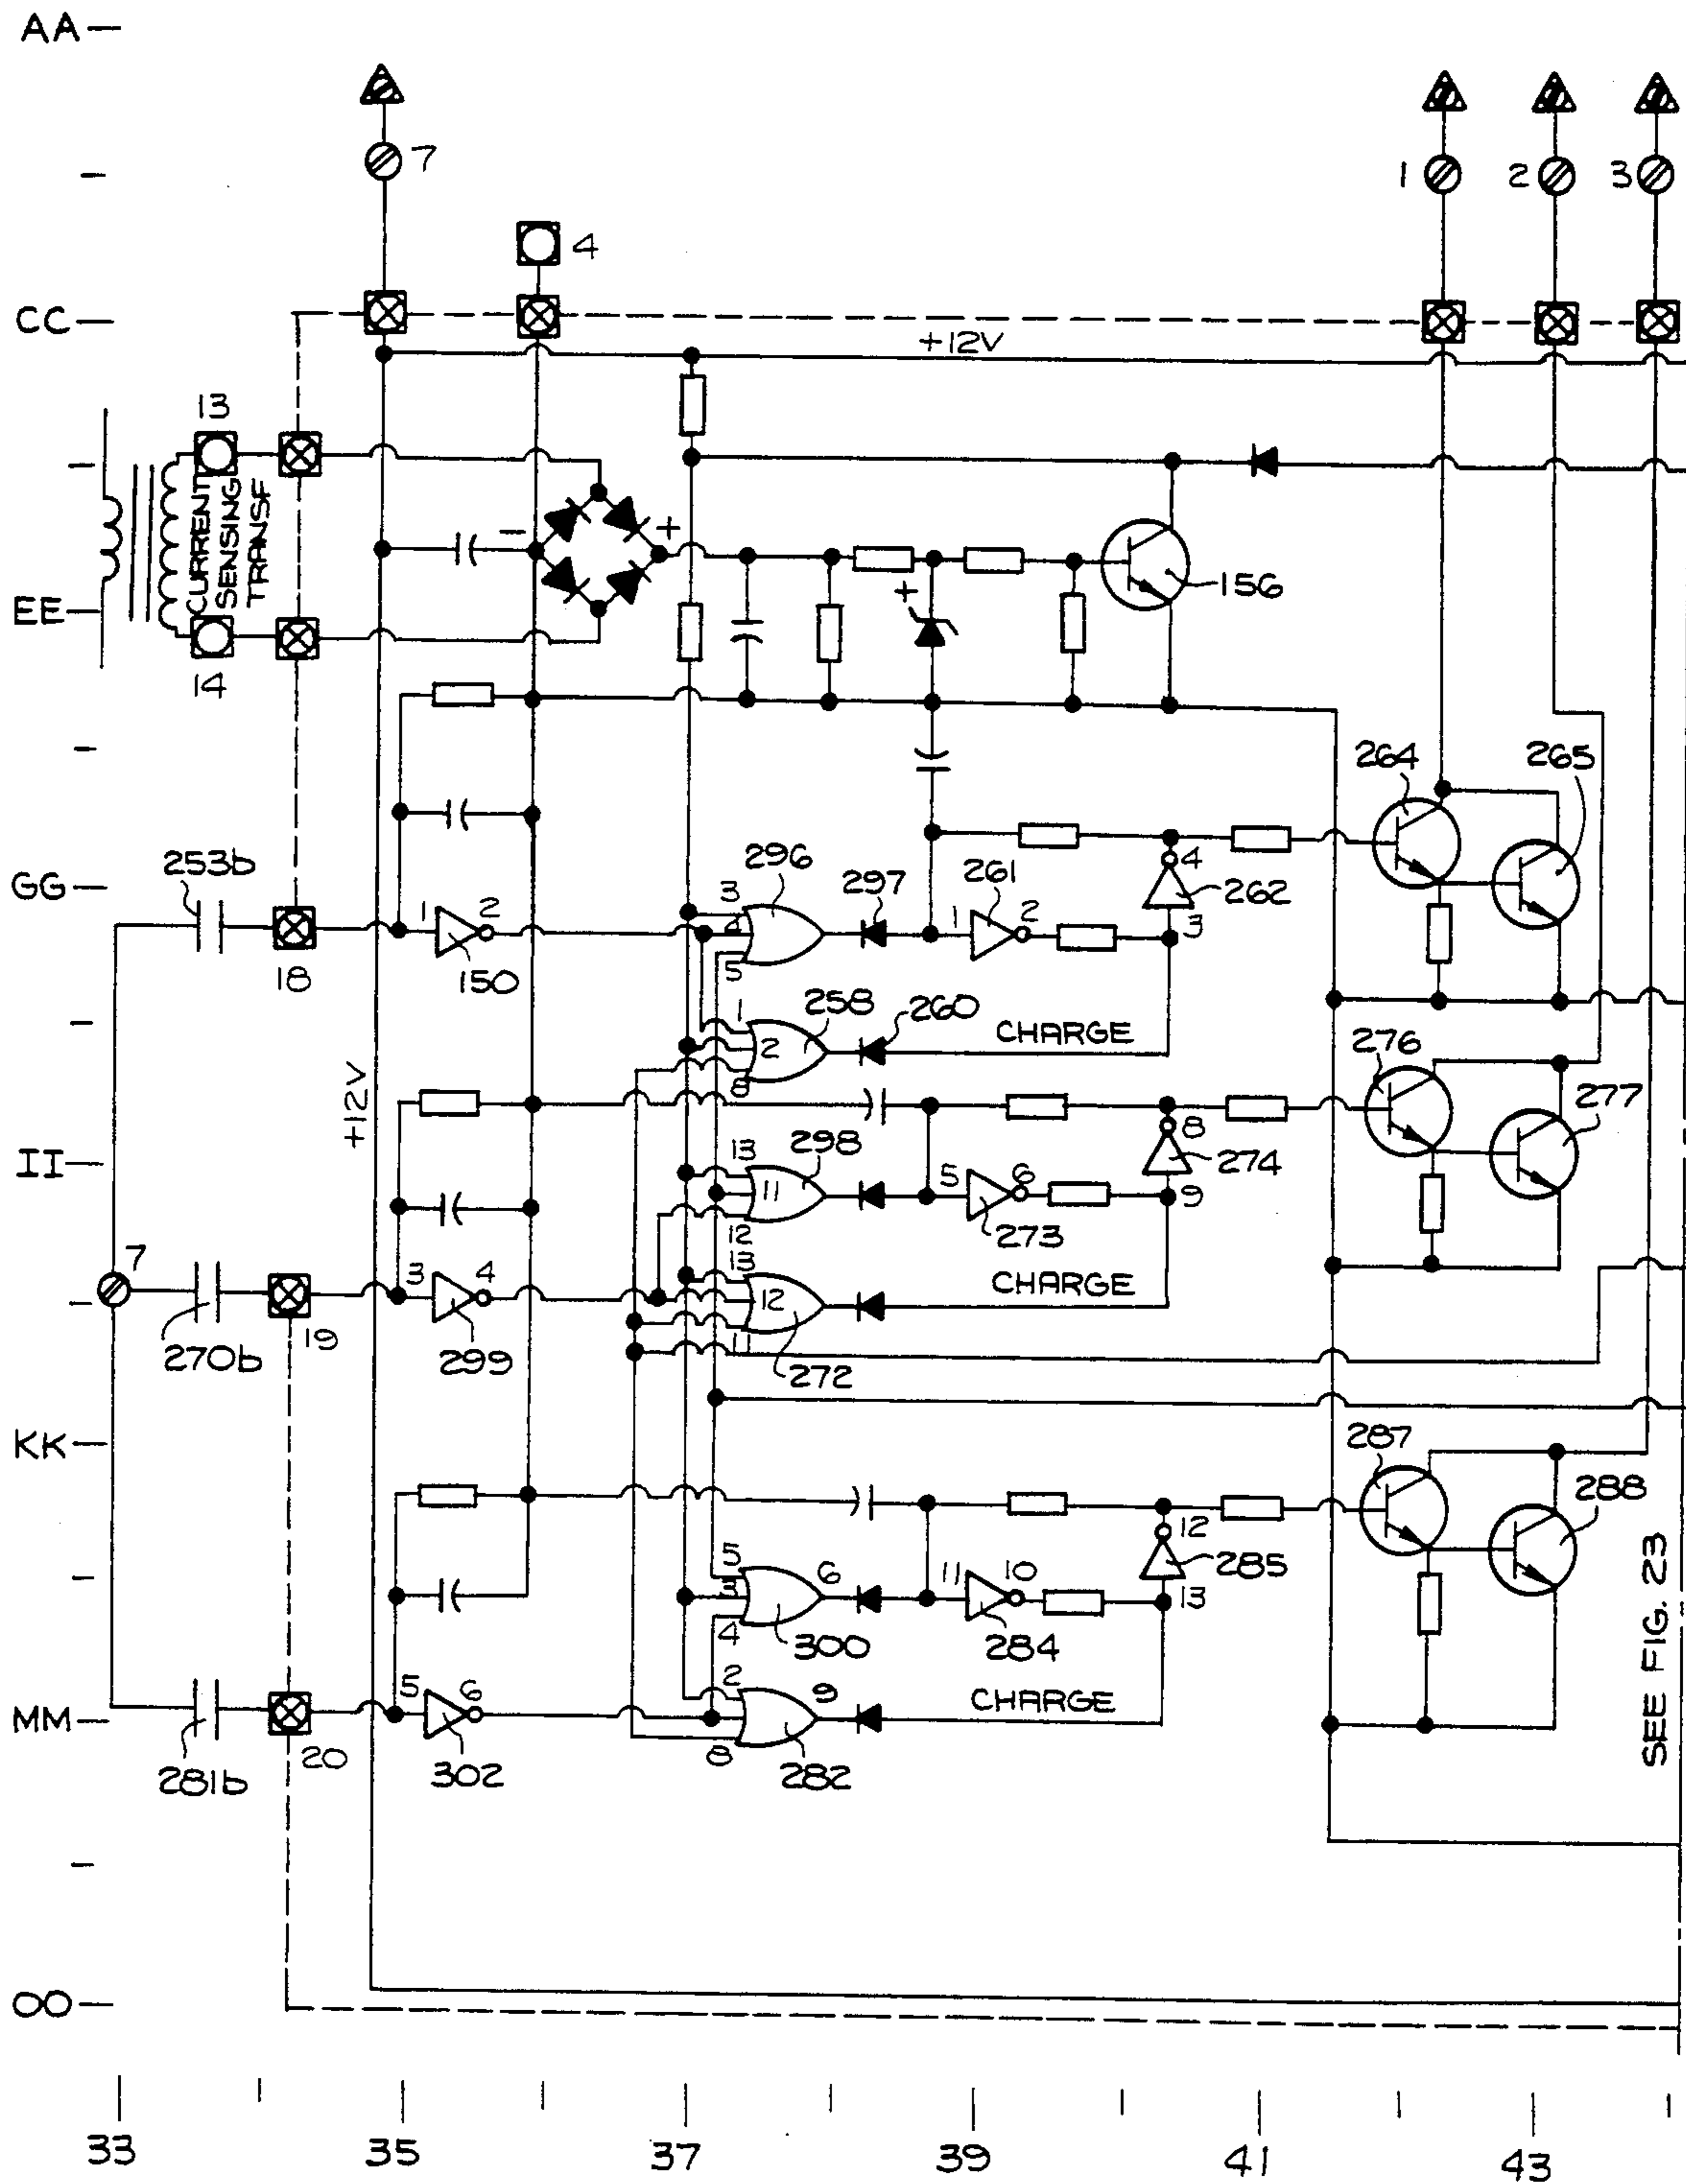 AA
7
1 2 3
4
CC
+12V
13
CURRENT
SENSING
TRANSF
- +
+
156
EE
14
264
265
253b
296
297
261
4
262
GG
3
1 2
4
1 2
3
5
18
150
258
260
1
CHARGE
2
276
8
277
+12V
298
8
II
13
274
11
5 6
9
12
273
7
13
3 4
CHARGE
12
19
270b
299
11
272
KK
287
288
12
5
6
285
3
11 10
13
4
300
284
2
9
5 6
CHARGE
MM
8
20
281b
302
282
SEE FIG. 23
OO
33 35 37 39 41 43